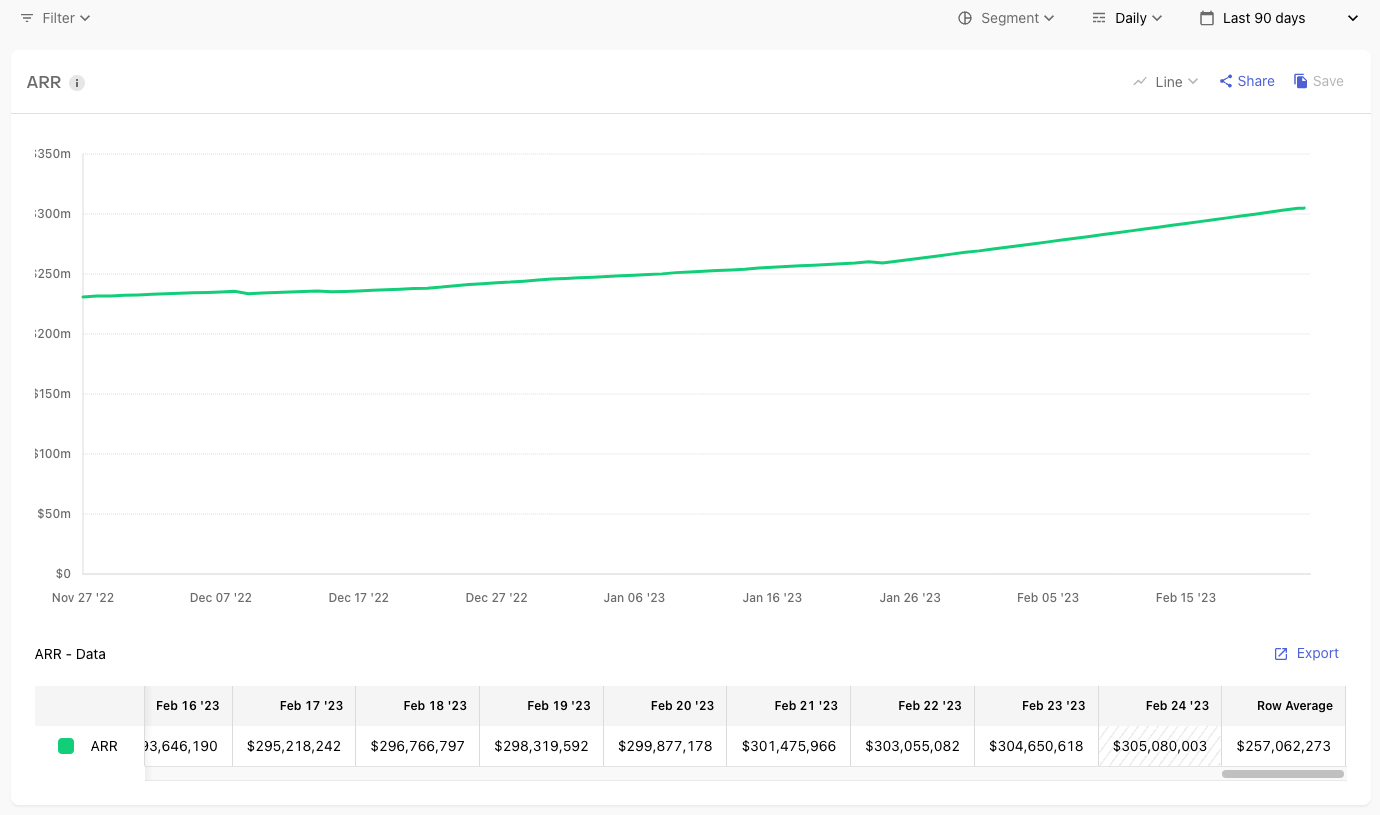 Filter Segment Daily Last 90 days
ARR i Line Share Save
$350m
$300m
$250m
$200m
$150m
$100m
$50m
$0
Nov 27 '22 Dec 07 '22 Dec 17 '22 Dec 27 '22 Jan 06 '23 Jan 16 '23 Jan 26 '23 Feb 05 '23 Feb 15 '23
ARR - Data Export
Feb 16 '23 Feb 17 '23 Feb 18 '23 Feb 19 '23 Feb 20 '23 Feb 21 '23 Feb 22 '23 Feb 23 '23 Feb 24 '23 Row Average
ARR 93,646,190 $295,218,242 $296,766,797 $298,319,592 $299,877,178 $301,475,966 $303,055,082 $304,650,618 $305,080,003 $257,062,273